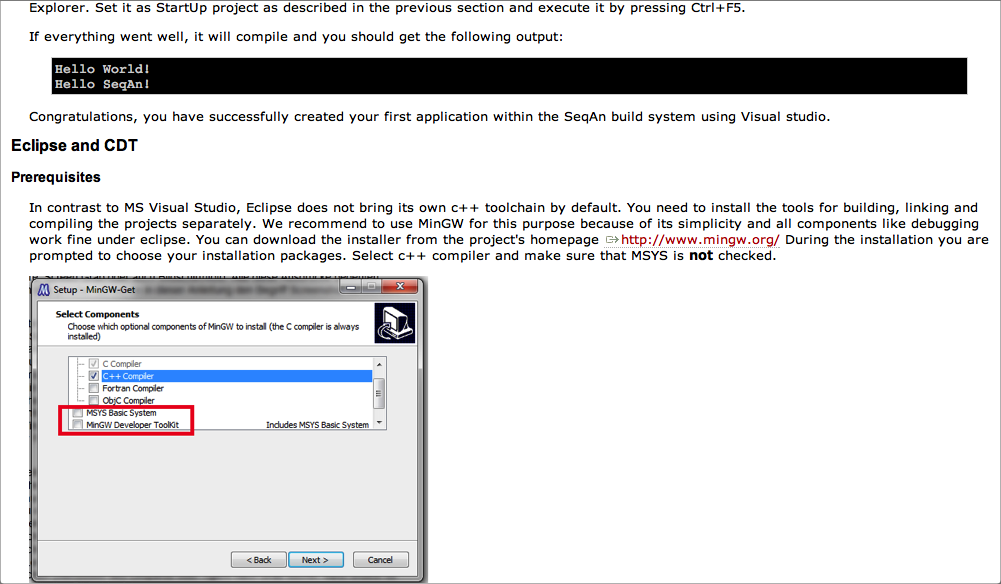 Explorer. Set it as StartUp project as described in the previous section and execute it by pressing Ctrl+F5.
If everything went well, it will compile and you should get the following output:
Hello World!
Hello SeqAn!
Congratulations, you have successfully created your first application within the SeqAn build system using Visual studio.
Eclipse and CDT
Prerequisites
In contrast to MS Visual Studio, Eclipse does not bring its own c++ toolchain by default. You need to install the tools for building, linking and
compiling the projects separately. We recommend to use MinGW for this purpose because of its simplicity and all components like debugging
work fine under eclipse. You can download the installer from the project's homepage http://www.mingw.org/ During the installation you are
prompted to choose your installation packages. Select c++ compiler and make sure that MSYS is not checked.
Setup - MinGW-Get
Select Components
Choose which optional components of MinGW to install (the C compiler is always
installed)
C Compiler
C++ Compiler
Fortran Compiler
ObjC Compiler
MSYS Basic System
MinGW Developer ToolKit Includes MSYS Basic System
< Back Next > Cancel